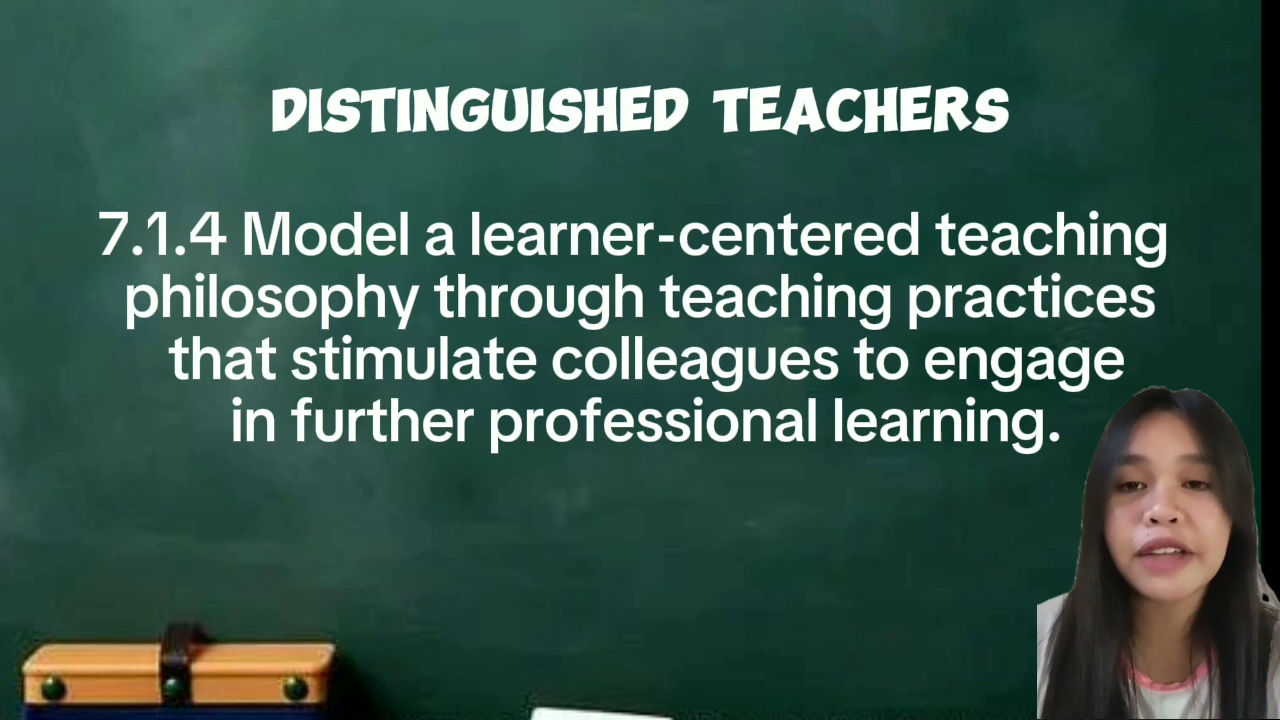 DISTINGUISHED TEACHERS
7.1.4 Model a learner-centered teaching
philosophy through teaching practices
that stimulate colleagues to engage
in further professional learning.